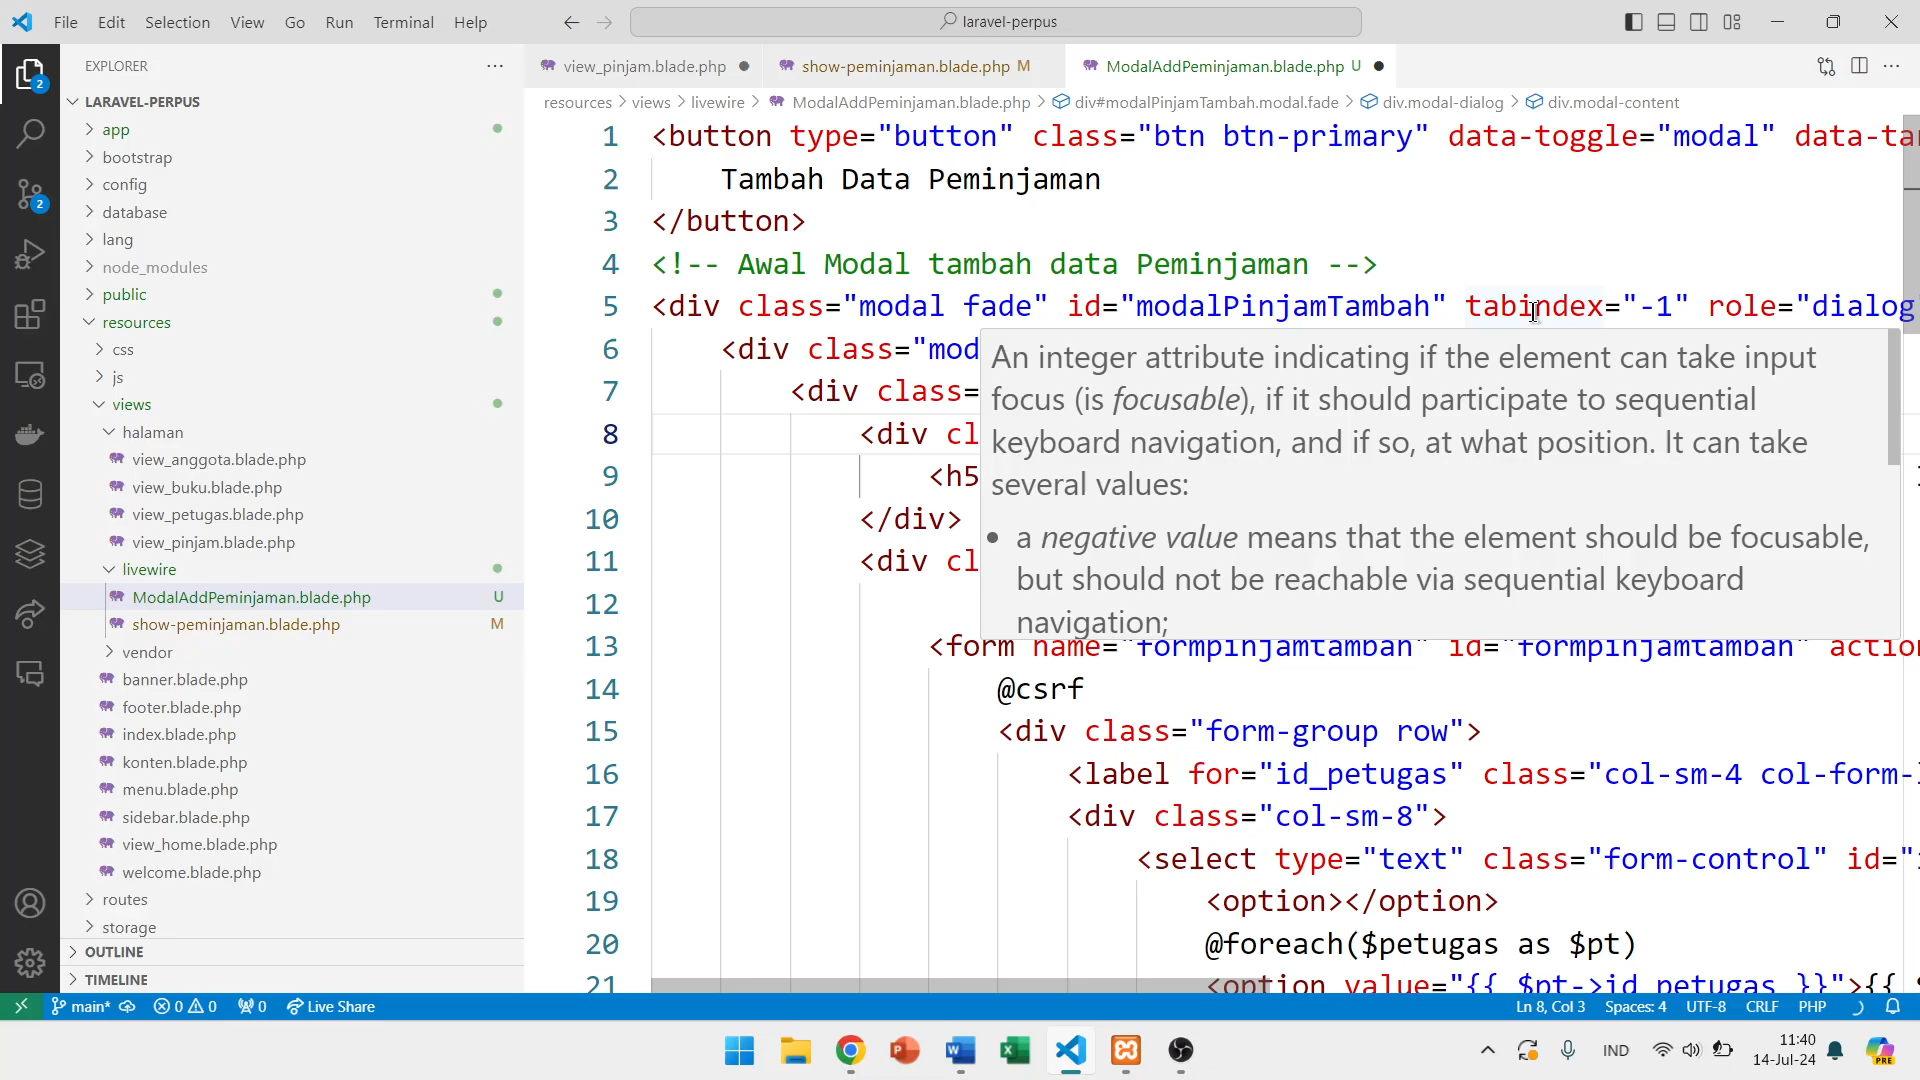 File Edit Selection View Go Run Terminal Help
laravel-perpus
EXPLORER
view_pinjam.blade.php
show-peminjaman.blade.php M
ModalAddPeminjaman.blade.php U
resources > views > livewire > ModalAddPeminjaman.blade.php > div#modalPinjamTambah.modal.fade > div.modal-dialog > div.modal-content
LARAVEL-PERPUS
app
bootstrap
config
database
lang
node_modules
public
resources
css
js
views
halaman
view_anggota.blade.php
view_buku.blade.php
view_petugas.blade.php
view_pinjam.blade.php
livewire
ModalAddPeminjaman.blade.php U
show-peminjaman.blade.php M
vendor
banner.blade.php
footer.blade.php
index.blade.php
konten.blade.php
menu.blade.php
sidebar.blade.php
view_home.blade.php
welcome.blade.php
routes
storage
OUTLINE
TIMELINE
1 <button type="button" class="btn btn-primary" data-toggle="modal" data-tar
2 Tambah Data Peminjaman
3 </button>
4 <!-- Awal Modal tambah data Peminjaman -->
5 <div class="modal fade" id="modalPinjamTambah" tabindex="-1" role="dialog
6 <div class="mod
7 <div class=
8 <div cl
9 <h5
10 </div>
11 <div cl
12
13 <form name="formpinjamtambah" id="formpinjamtambah" action
14 @csrf
15 <div class="form-group row">
16 <label for="id_petugas" class="col-sm-4 col-form-l
17 <div class="col-sm-8">
18 <select type="text" class="form-control" id="i
19 <option></option>
20 @foreach($petugas as $pt)
21 <option value="{{ $pt->id_petugas }}">{{ $
An integer attribute indicating if the element can take input
focus (is focusable), if it should participate to sequential
keyboard navigation, and if so, at what position. It can take
several values:
• a negative value means that the element should be focusable,
but should not be reachable via sequential keyboard
navigation;
2
2
main* 0 0 0 Live Share
Ln 8, Col 3 Spaces: 4 UTF-8 CRLF PHP
IND
11:40
14-Jul-24
PRE